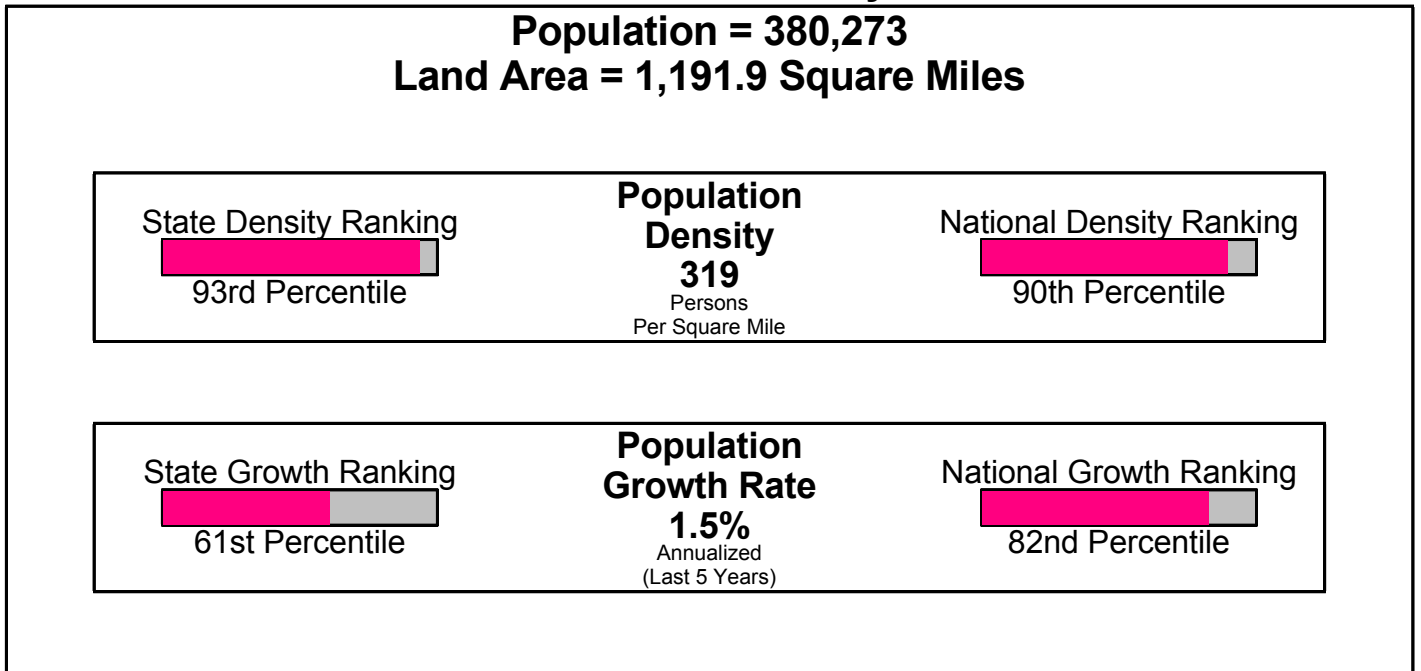 Population = 380,273
Land Area = 1,191.9 Square Miles
State Density Ranking
93rd Percentile
Population
Density
319
Persons
Per Square Mile
National Density Ranking
90th Percentile
State Growth Ranking
61st Percentile
Population
Growth Rate
1.5%
Annualized
(Last 5 Years)
National Growth Ranking
82nd Percentile